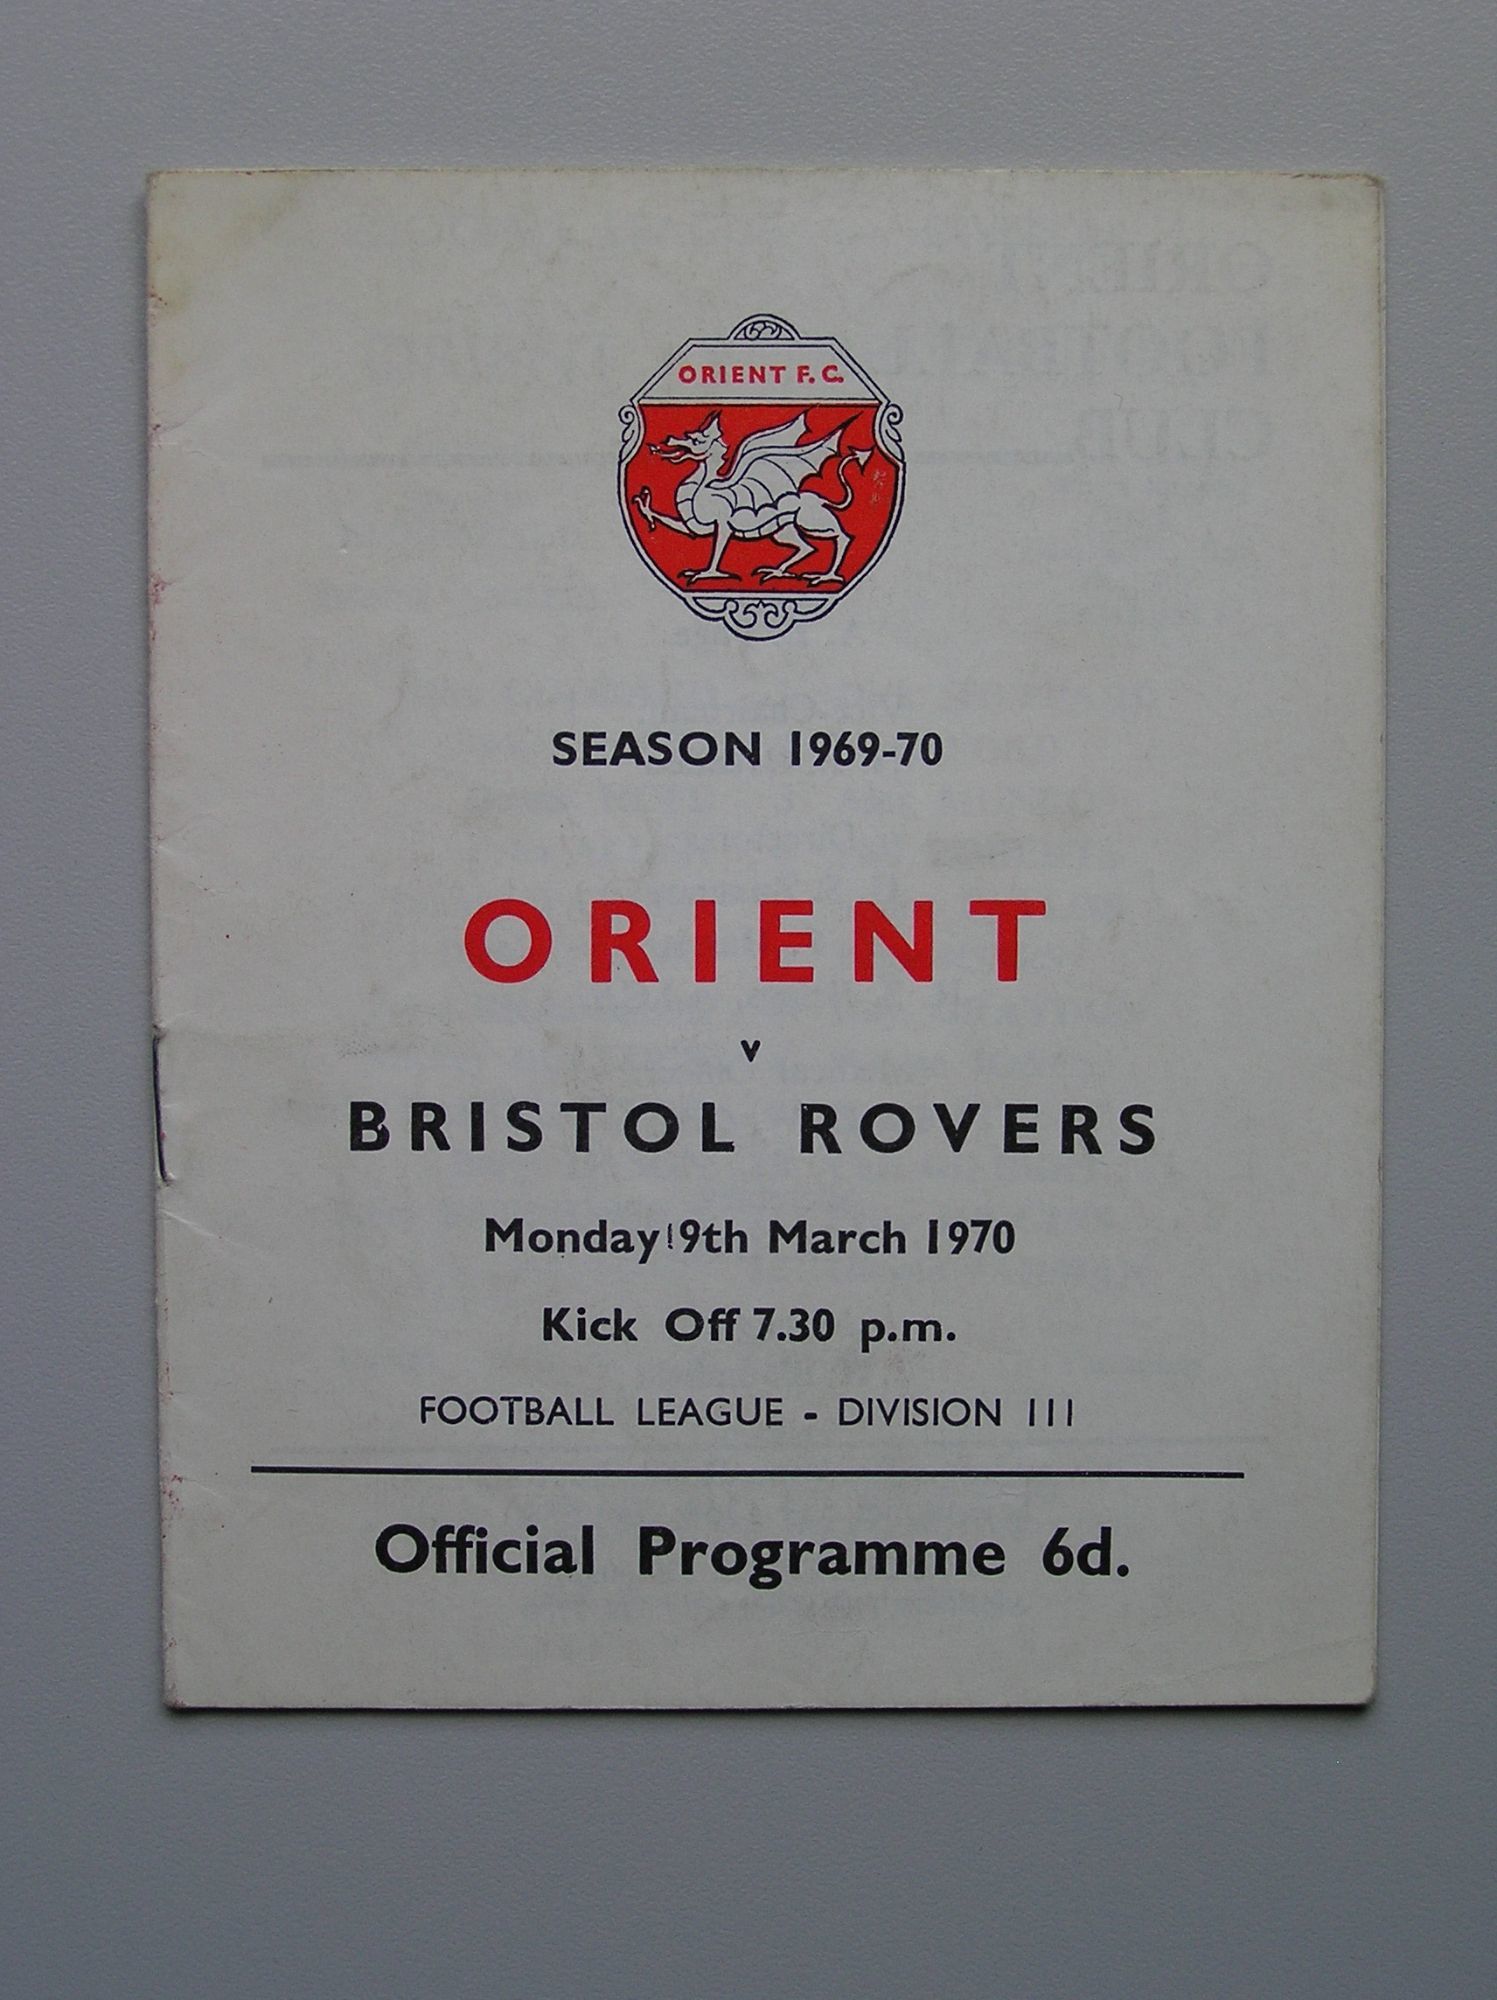 ORIENT F.C.
SEASON 1969-70
ORIENT
v
BRISTOL ROVERS
Monday 9th March 1970
Kick Off 7.30 p.m.
FOOTBALL LEAGUE - DIVISION III
Official Programme 6d.